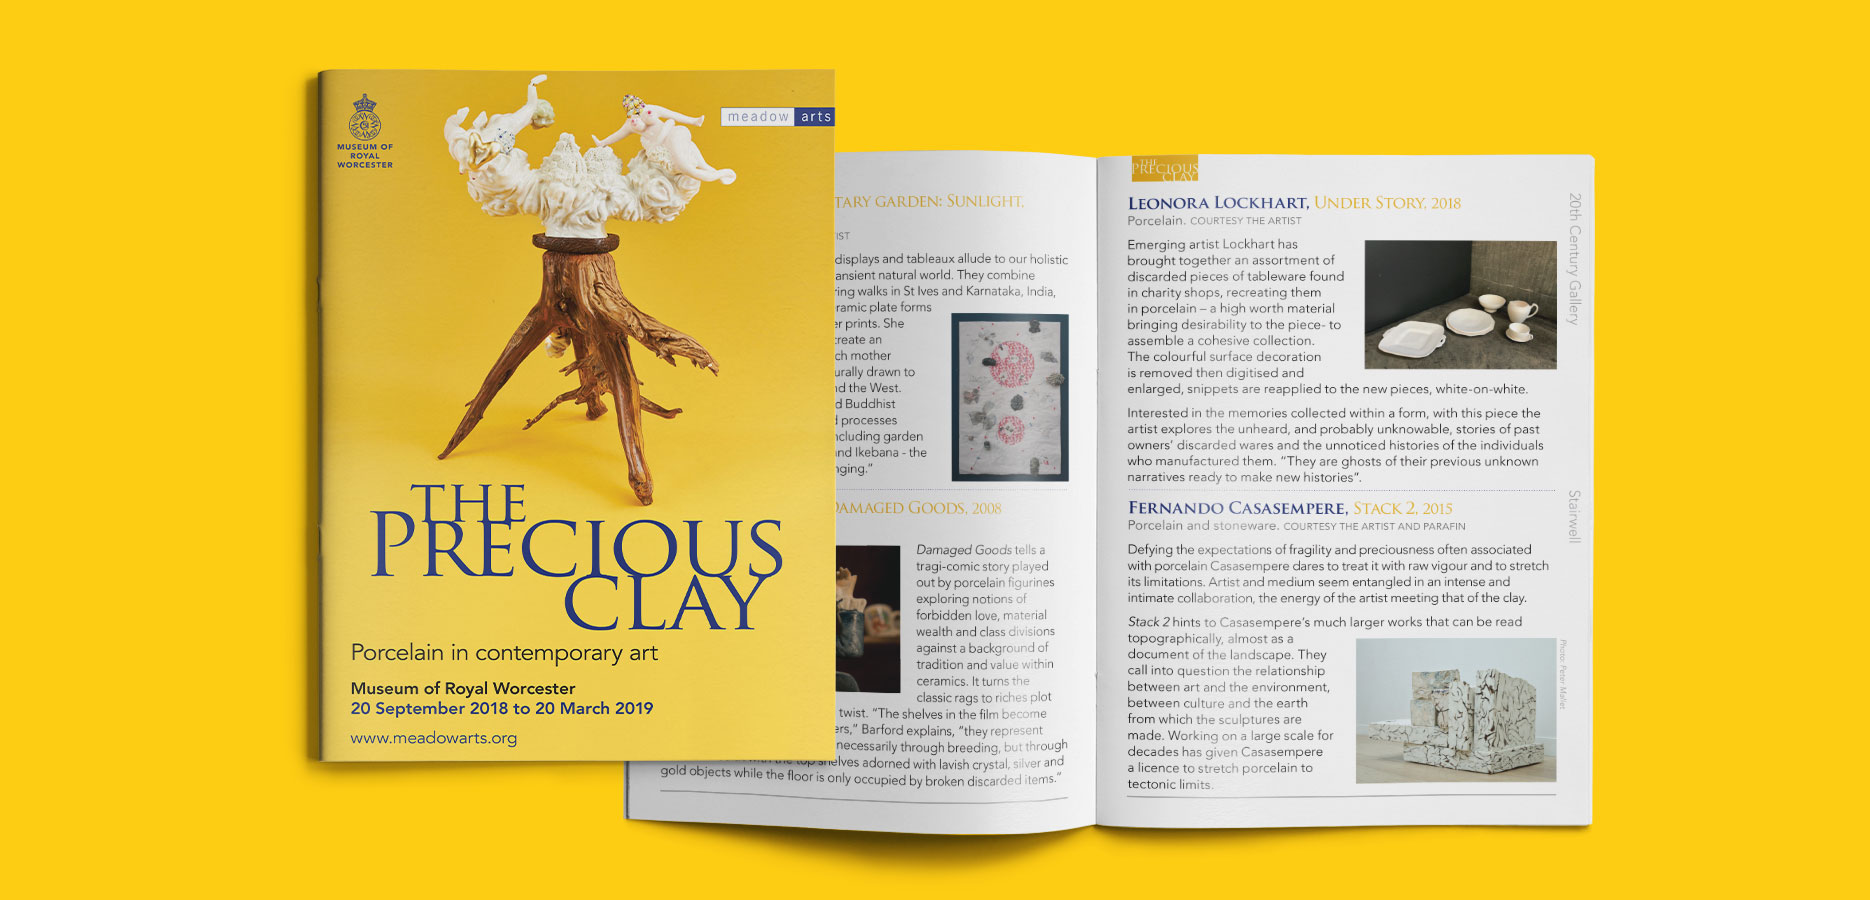 MUSEUM OF
ROYAL
WORCESTER
meadow arts
THE
PRECIOUS
CLAY
Porcelain in contemporary art
Museum of Royal Worcester
20 September 2018 to 20 March 2019
www.meadowarts.org
TARY GARDEN: SUNLIGHT,
IST
displays and tableaux allude to our holistic
ansient natural world. They combine
ring walks in St Ives and Karnataka, India,
ramic plate forms
er prints. She
create an
ch mother
urally drawn to
nd the West.
d Buddhist
d processes
ncluding garden
and Ikebana - the
nging.”
DAMAGED GOODS, 2008
Damaged Goods tells a
tragi-comic story played
out by porcelain figurines
exploring notions of
forbidden love, material
wealth and class divisions
against a background of
tradition and value within
ceramics. It turns the
classic rags to riches plot
twist. “The shelves in the film become
ers,” Barford explains, “they represent
necessarily through breeding, but through
with the top shelves adorned with lavish crystal, silver and
gold objects while the floor is only occupied by broken discarded items.”
THE
PRECIOUS
CLAY
LEONORA LOCKHART, UNDER STORY, 2018
Porcelain. COURTESY THE ARTIST
Emerging artist Lockhart has
brought together an assortment of
discarded pieces of tableware found
in charity shops, recreating them
in porcelain – a high worth material
bringing desirability to the piece- to
assemble a cohesive collection.
The colourful surface decoration
is removed then digitised and
enlarged, snippets are reapplied to the new pieces, white-on-white.
Interested in the memories collected within a form, with this piece the
artist explores the unheard, and probably unknowable, stories of past
owners’ discarded wares and the unnoticed histories of the individuals
who manufactured them. “They are ghosts of their previous unknown
narratives ready to make new histories”.
20th Century Gallery
FERNANDO CASASEMPERE, STACK 2, 2015
Porcelain and stoneware. COURTESY THE ARTIST AND PARAFIN
Defying the expectations of fragility and preciousness often associated
with porcelain Casasempere dares to treat it with raw vigour and to stretch
its limitations. Artist and medium seem entangled in an intense and
intimate collaboration, the energy of the artist meeting that of the clay.
Stack 2 hints to Casasempere’s much larger works that can be read
topographically, almost as a
document of the landscape. They
call into question the relationship
between art and the environment,
between culture and the earth
from which the sculptures are
made. Working on a large scale for
decades has given Casasempere
a licence to stretch porcelain to
tectonic limits.
Stairwell
Photo: Peter Mallet